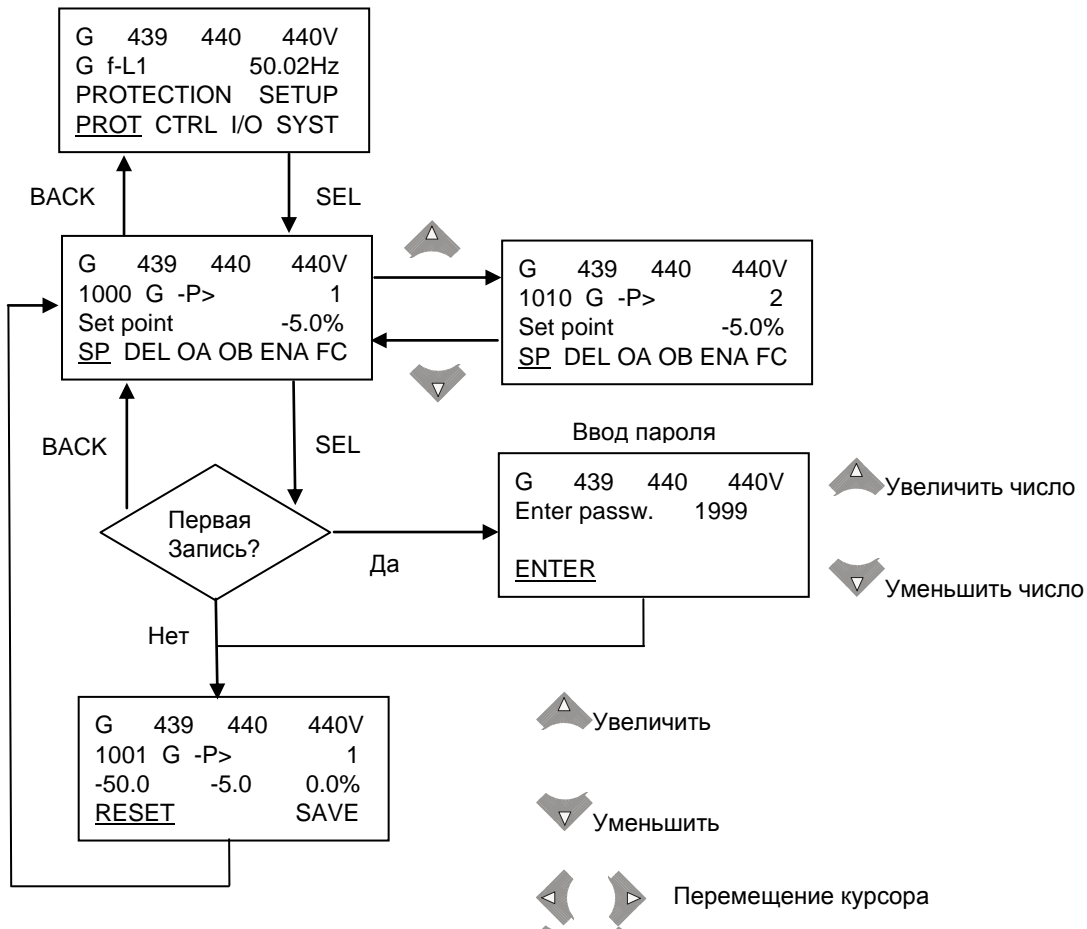 G 439 440 440V
G f-L1 50.02Hz
PROTECTION SETUP
PROT CTRL I/O SYST
BACK
SEL
G 439 440 440V
1000 G -P> 1
Set point -5.0%
SP DEL OA OB ENA FC
G 439 440 440V
1010 G -P> 2
Set point -5.0%
SP DEL OA OB ENA FC
BACK
SEL
Первая
Запись?
Да
Нет
Ввод пароля
G 439 440 440V
Enter passw. 1999
ENTER
Увеличить число
Уменьшить число
G 439 440 440V
1001 G -P> 1
-50.0 -5.0 0.0%
RESET SAVE
Увеличить
Уменьшить
Перемещение курсора